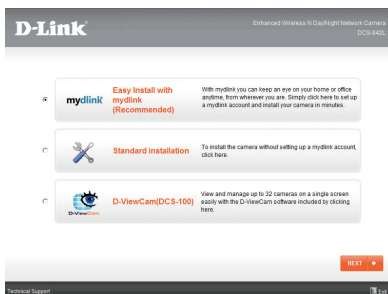 D-Link
Enhanced Wireless N Day/Night Network Camera
DCS-942L
mydlink
Easy Install with
mydlink
(Recommended)
With mydlink you can keep an eye on your home or office
anytime, from wherever you are. Simply click here to set up
a mydlink account and install your camera in minutes.
Standard installation
To install the camera without setting up a mydlink account,
click here.
D-ViewCam
D-ViewCam(DCS-100)
View and manage up to 32 cameras on a single screen
easily with the D-ViewCam software included by clicking
here.
NEXT
Technical Support
Exit